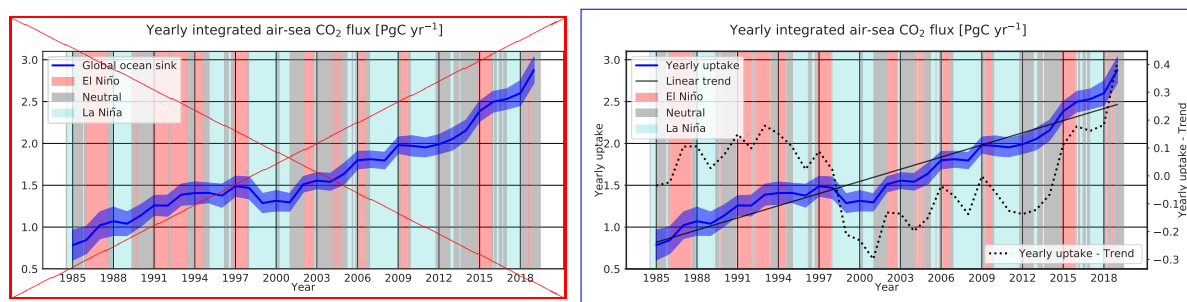 Yearly integrated air-sea CO₂ flux [PgC yr⁻¹]
3.1
2.5
2.0
1.5
1.0
0.5
Global ocean sink
El Niño
Neutral
La Niña
1985 1988 1991 1994 1997 2000 2003 2006 2009 2012 2015 2018
Year
Yearly integrated air-sea CO₂ flux [PgC yr⁻¹]
Yearly uptake
3.0
2.5
2.0
1.5
1.0
0.5
Yearly uptake
Linear trend
El Niño
Neutral
La Niña
Yearly uptake - Trend
0.4
0.3
0.2
0.1
0.0
−0.1
−0.2
−0.3
Yearly uptake - Trend
1985 1988 1991 1994 1997 2000 2003 2006 2009 2012 2015 2018
Year